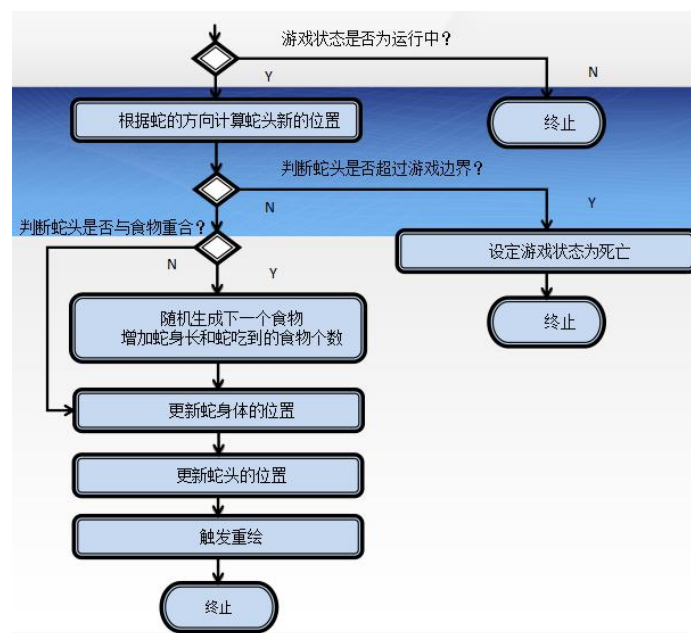 游戏状态是否为运行中？
Y
N
根据蛇的方向计算蛇头新的位置
终止
判断蛇头是否超过游戏边界？
N
Y
判断蛇头是否与食物重合？
设定游戏状态为死亡
N
Y
终止
随机生成下一个食物
增加蛇身长和蛇吃到的食物个数
更新蛇身体的位置
更新蛇头的位置
触发重绘
终止